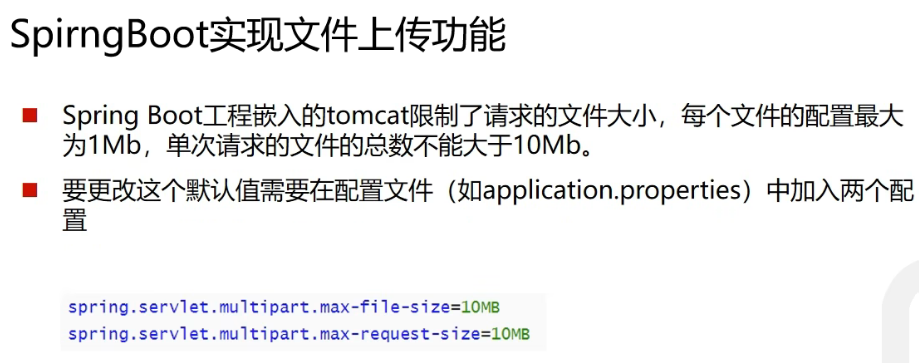 SpirngBoot实现文件上传功能
Spring Boot工程嵌入的tomcat限制了请求的文件大小，每个文件的配置最大
为1Mb，单次请求的文件的总数不能大于10Mb。
要更改这个默认值需要在配置文件（如application.properties）中加入两个配
置
spring.servlet.multipart.max-file-size=10MB
spring.servlet.multipart.max-request-size=10MB